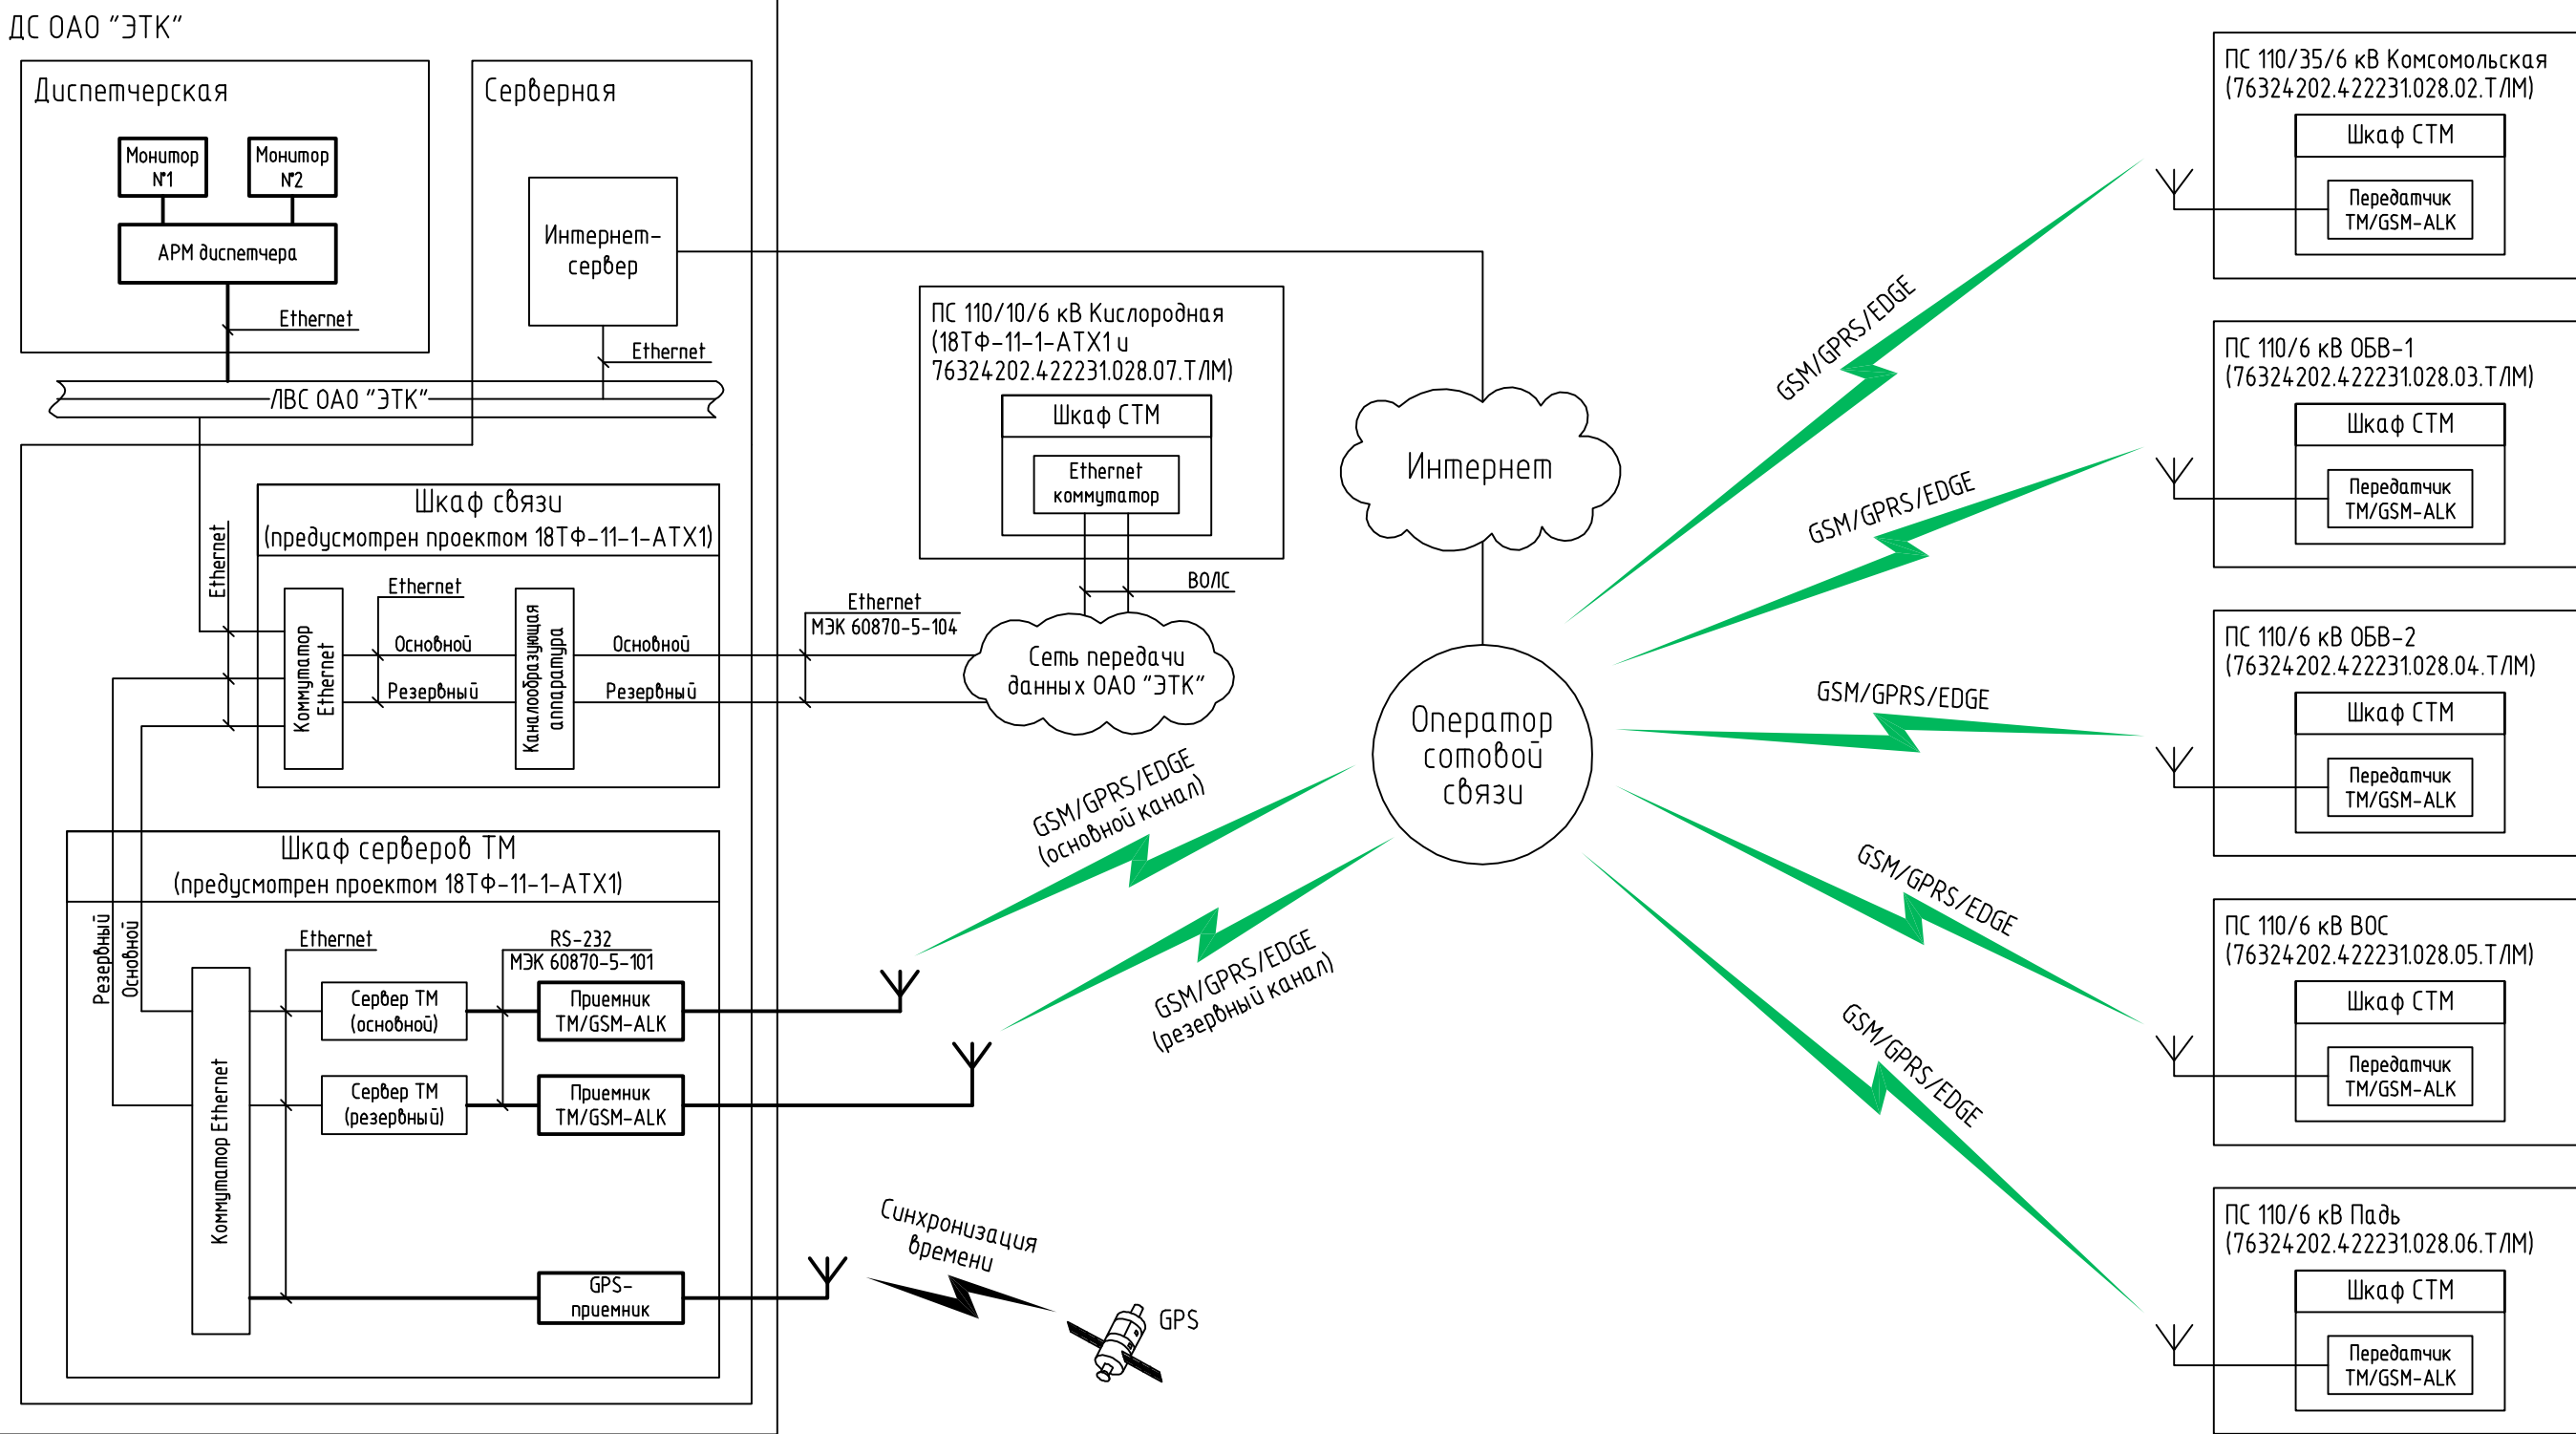 ДС ОАО "ЭТК"
Диспетчерская
Монитор
№1
Монитор
№2
АРМ диспетчера
Ethernet
Серверная
Интернет-
сервер
Ethernet
ЛВС ОАО "ЭТК"
Ethernet
Шкаф связи
(предусмотрен проектом 18ТФ-11-1-АТХ1)
Коммутатор
Ethernet
Ethernet
Основной
Резервный
Каналообразующая
аппаратура
Основной
Резервный
Ethernet
МЭК 60870-5-104
Шкаф серверов ТМ
(предусмотрен проектом 18ТФ-11-1-АТХ1)
Резервный
Основной
Коммутатор Ethernet
Ethernet
RS-232
МЭК 60870-5-101
Сервер ТМ
(основной)
Приемник
TM/GSM-ALK
Сервер ТМ
(резервный)
Приемник
TM/GSM-ALK
GPS-
приемник
ПС 110/10/6 кВ Кислородная
(18ТФ-11-1-АТХ1 и
76324202.422231.028.07.ТЛМ)
Шкаф СТМ
Ethernet
коммутатор
ВОЛС
Сеть передачи
данных ОАО "ЭТК"
Интернет
Оператор
сотовой
связи
GSM/GPRS/EDGE
(основной канал)
GSM/GPRS/EDGE
(резервный канал)
Синхронизация
времени
GPS
GSM/GPRS/EDGE
GSM/GPRS/EDGE
GSM/GPRS/EDGE
GSM/GPRS/EDGE
GSM/GPRS/EDGE
ПС 110/35/6 кВ Комсомольская
(76324202.422231.028.02.ТЛМ)
Шкаф СТМ
Передатчик
TM/GSM-ALK
ПС 110/6 кВ ОБВ-1
(76324202.422231.028.03.ТЛМ)
Шкаф СТМ
Передатчик
TM/GSM-ALK
ПС 110/6 кВ ОБВ-2
(76324202.422231.028.04.ТЛМ)
Шкаф СТМ
Передатчик
TM/GSM-ALK
ПС 110/6 кВ ВОС
(76324202.422231.028.05.ТЛМ)
Шкаф СТМ
Передатчик
TM/GSM-ALK
ПС 110/6 кВ Падь
(76324202.422231.028.06.ТЛМ)
Шкаф СТМ
Передатчик
TM/GSM-ALK